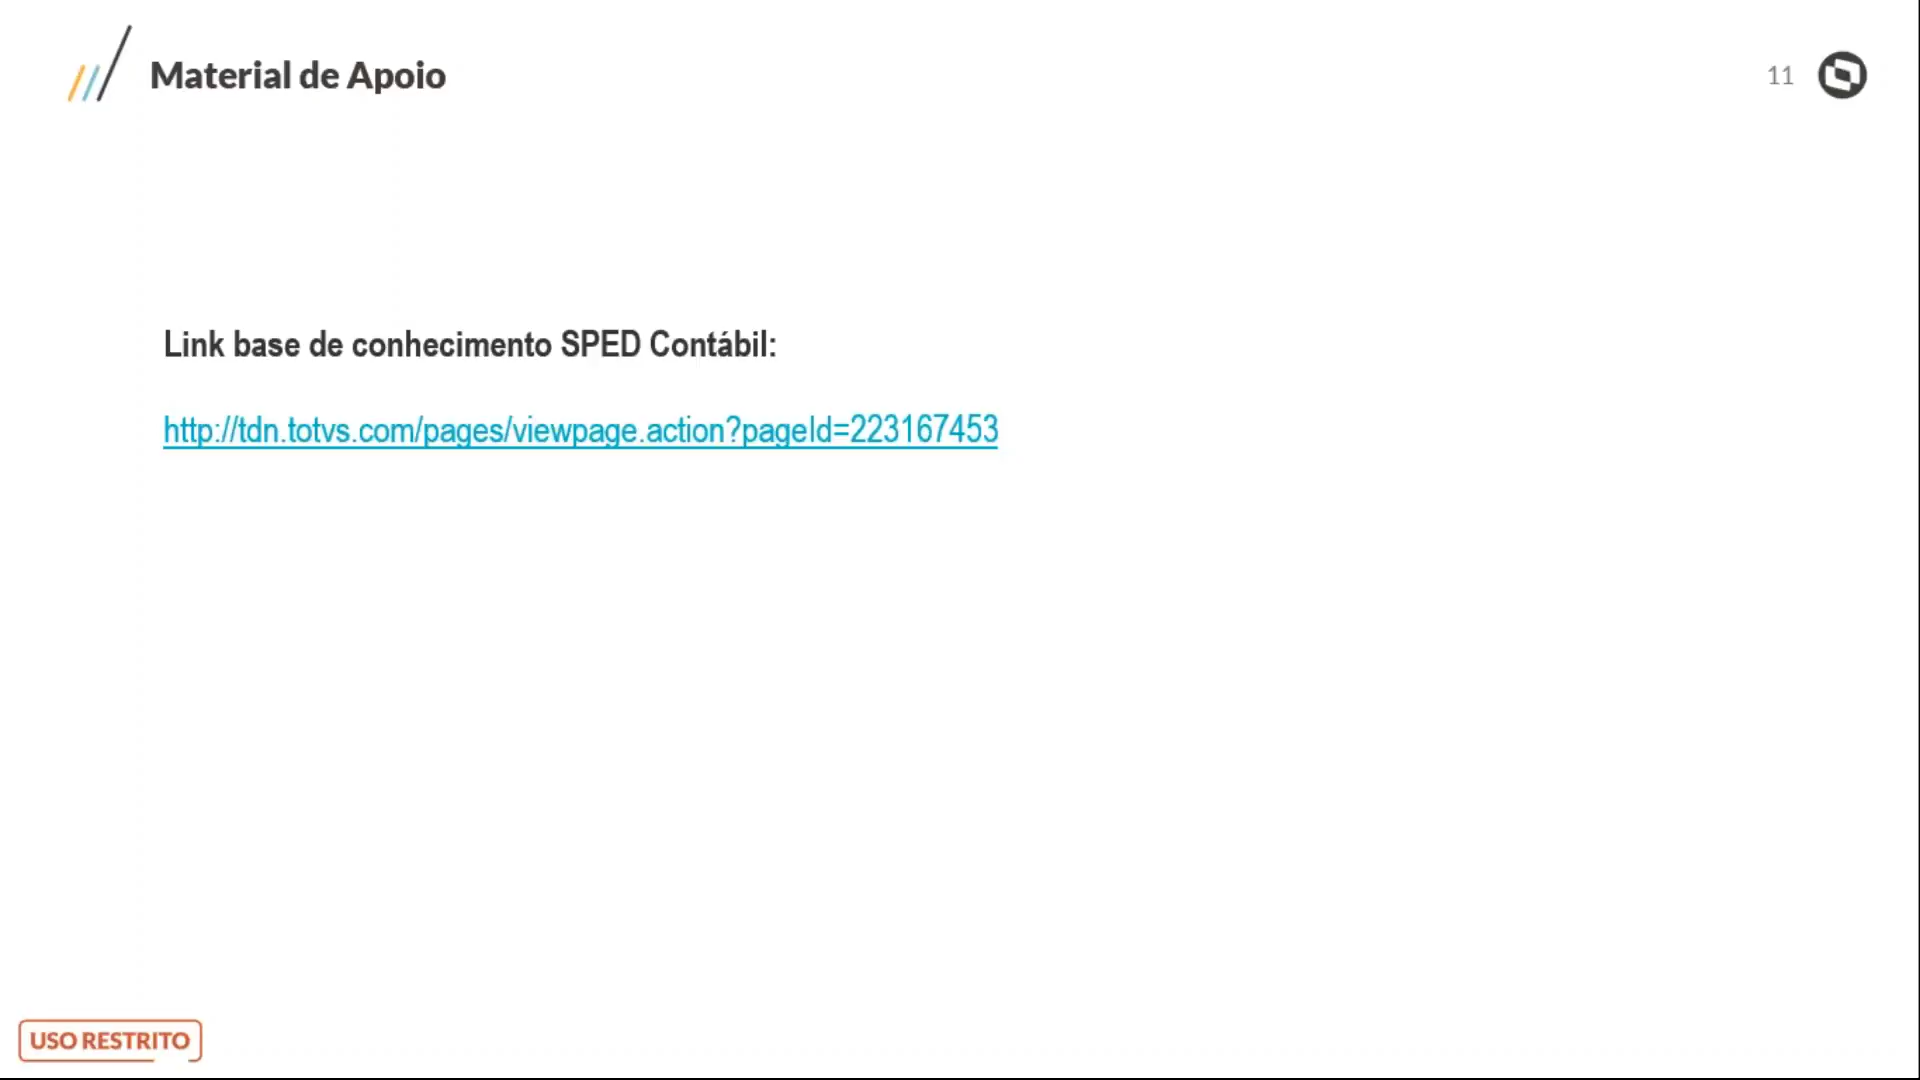 Material de Apoio
11
Link base de conhecimento SPED Contábil:
http://tdn.totvs.com/pages/viewpage.action?pageId=223167453
USO RESTRITO